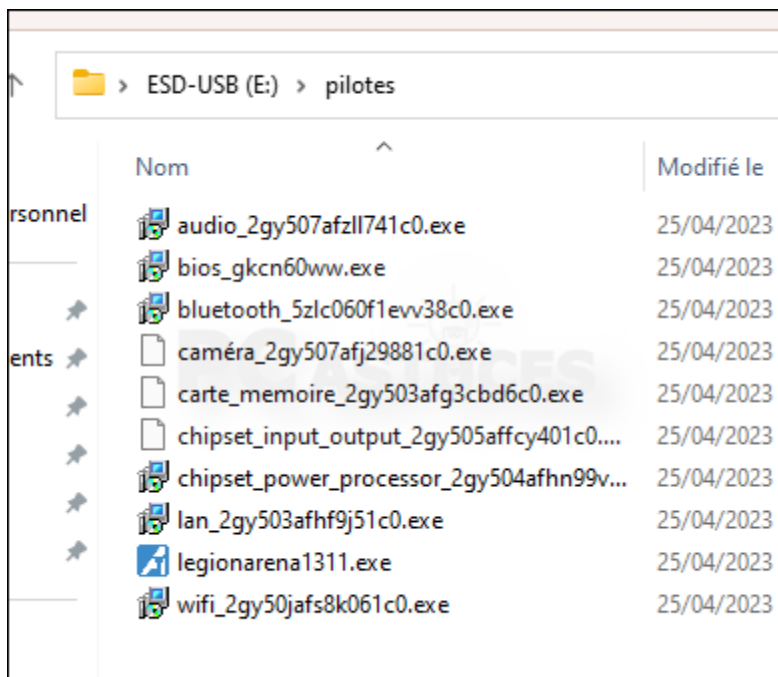 ESD-USB (E:) > pilotes
Nom Modifié le
rsonnel
audio_2gy507afzll741c0.exe 25/04/2023
bios_gkcn60ww.exe 25/04/2023
bluetooth_5zlc060f1evv38c0.exe 25/04/2023
ents caméra_2gy507afj29881c0.exe 25/04/2023
carte_memoire_2gy503afg3cbd6c0.exe 25/04/2023
chipset_input_output_2gy505affcy401c0.... 25/04/2023
chipset_power_processor_2gy504afhn99v... 25/04/2023
lan_2gy503afhf9j51c0.exe 25/04/2023
legionarena1311.exe 25/04/2023
wifi_2gy50jafs8k061c0.exe 25/04/2023
PC ASTUCES